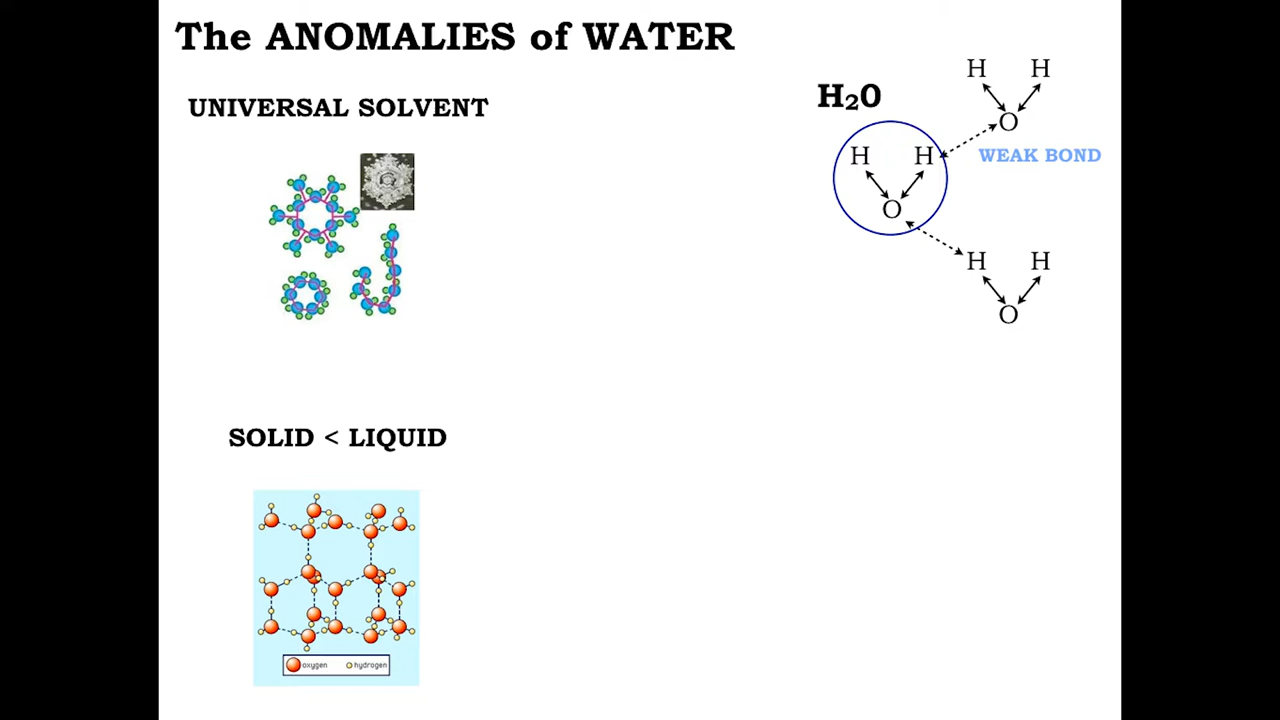 The ANOMALIES of WATER
UNIVERSAL SOLVENT
H₂0
H H
O
WEAK BOND
H H
O
H H
O
SOLID < LIQUID
oxygen hydrogen